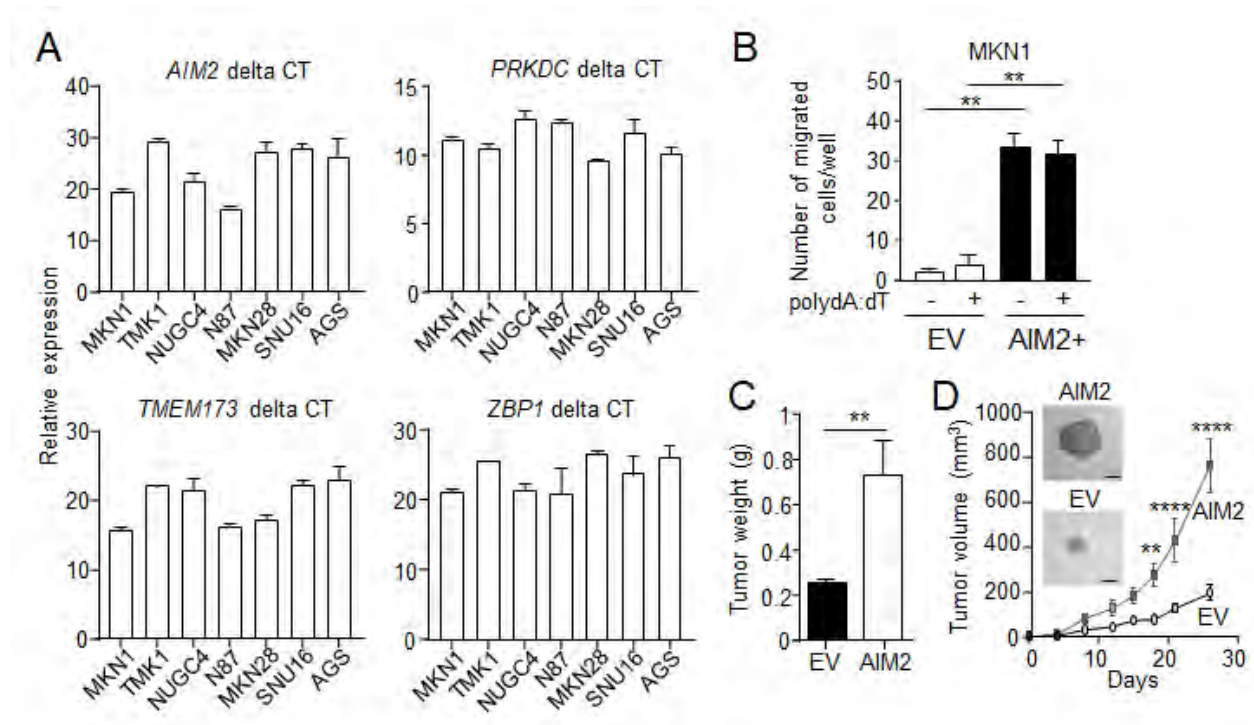 A
AIM2 delta CT
40
30
20
10
0
MKN1
TMK1
NUGC4
N87
MKN28
SNU16
AGS
PRKDC delta CT
15
10
5
0
MKN1
TMK1
NUGC4
N87
MKN28
SNU16
AGS
Relative expression
TMEM173 delta CT
30
20
10
0
MKN1
TMK1
NUGC4
N87
MKN28
SNU16
AGS
ZBP1 delta CT
30
20
10
0
MKN1
TMK1
NUGC4
N87
MKN28
SNU16
AGS
B
MKN1
Number of migrated
cells/well
50
40
30
20
10
0
**
**
polydA:dT - + - +
EV AIM2+
C
Tumor weight (g)
1
0.8
0.6
0.4
0.2
0
**
EV AIM2
D
Tumor volume (mm³)
1000
800
600
400
200
0
AIM2
EV
**
****
****
AIM2
EV
0 10 20 30
Days